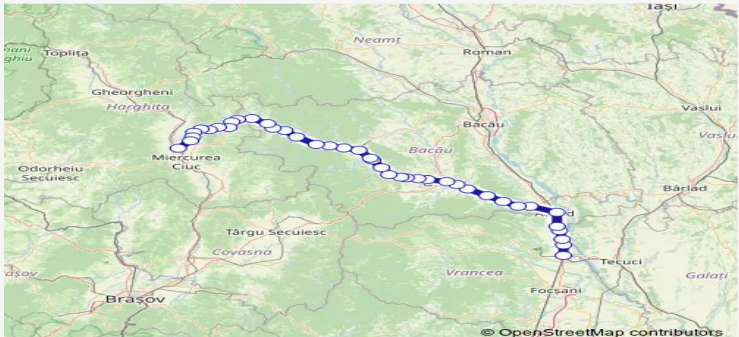 Iași
Neamț
Roman
Toplița
Gheorgheni
Harghita
Vaslui
Bacău
Bacău
Miercurea
Ciuc
Odorheiu
Secuiesc
Bârlad
Târgu Secuiesc
Covasna
Tecuci
Vrancea
Galați
Focșani
Brașov
© OpenStreetMap contributors